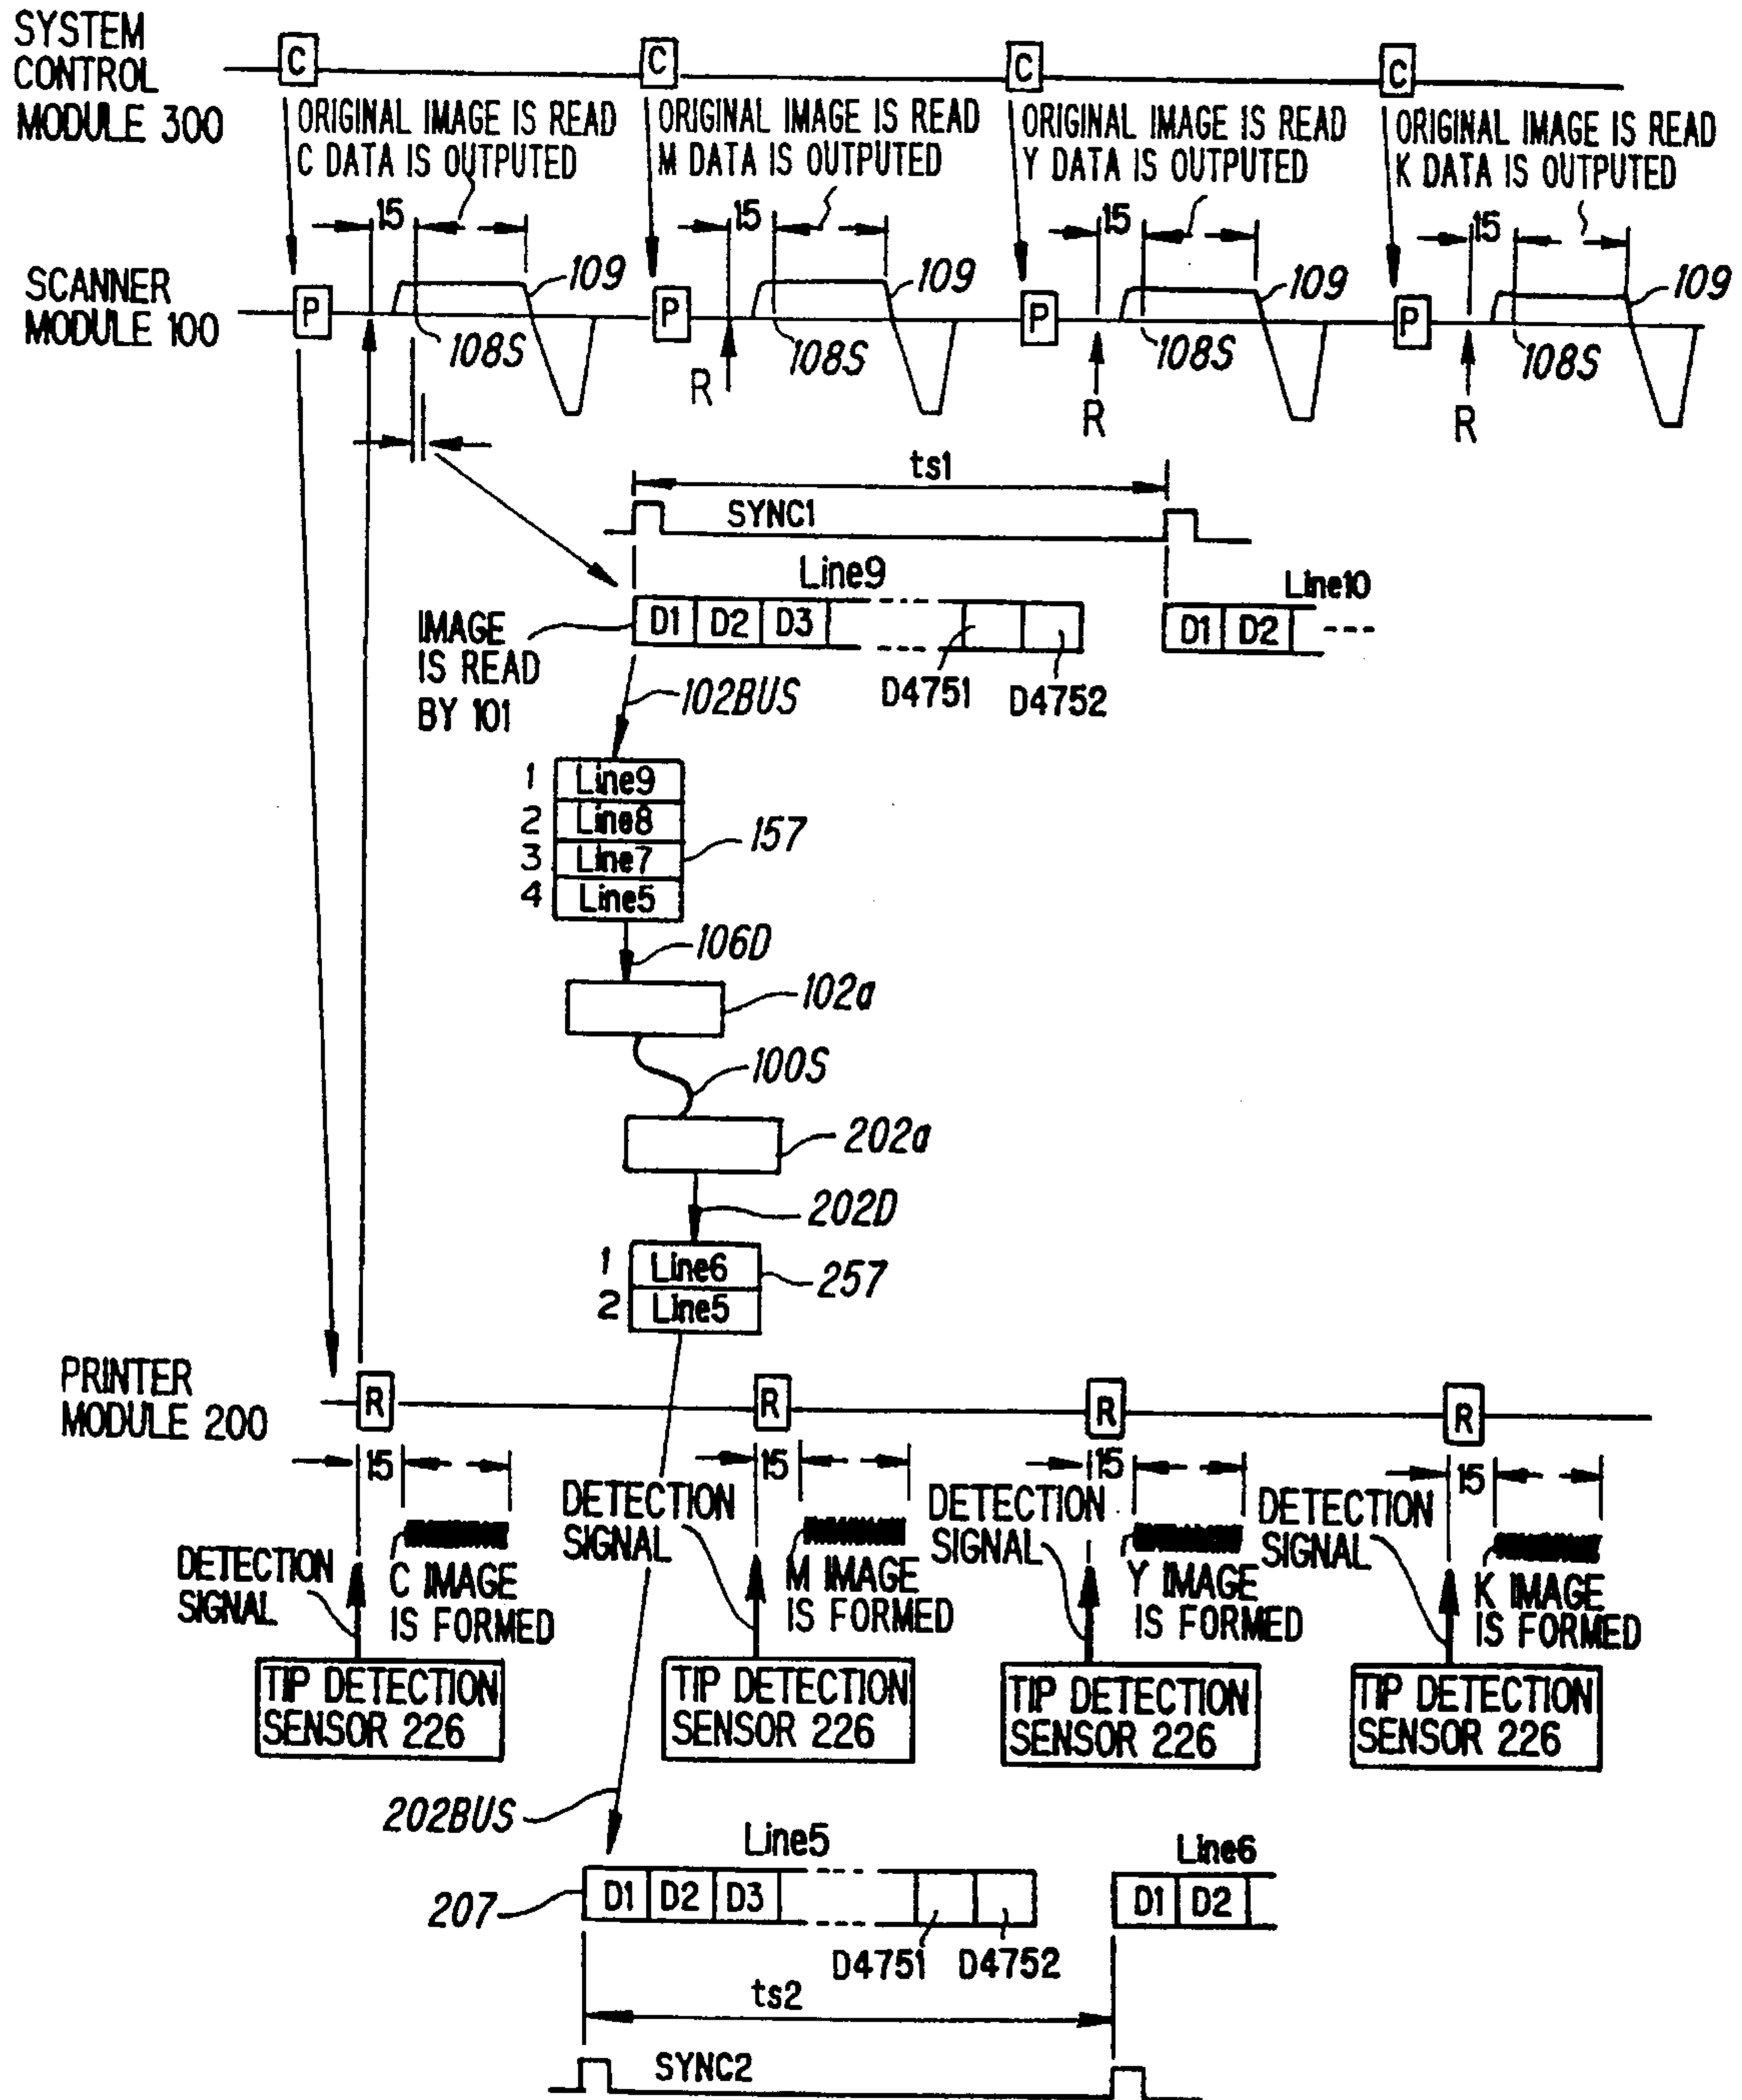 SYSTEM
CONTROL
MODULE 300
C
C
C
C
ORIGINAL IMAGE IS READ
C DATA IS OUTPUTED
ORIGINAL IMAGE IS READ
M DATA IS OUTPUTED
ORIGINAL IMAGE IS READ
Y DATA IS OUTPUTED
ORIGINAL IMAGE IS READ
K DATA IS OUTPUTED
15
15
15
15
SCANNER
MODULE 100
P
108S
109
P
R
108S
109
P
R
108S
109
P
R
108S
109
ts1
SYNC1
Line9
Line10
IMAGE
IS READ
BY 101
D1 D2 D3
D4751 D4752
D1 D2
102BUS
1 Line9
2 Line8
3 Line7
4 Line5
157
106D
102a
100S
202a
202D
1 Line6
2 Line5
257
PRINTER
MODULE 200
R
R
R
R
15
15
15
15
DETECTION
SIGNAL
C IMAGE
IS FORMED
DETECTION
SIGNAL
M IMAGE
IS FORMED
DETECTION
SIGNAL
Y IMAGE
IS FORMED
DETECTION
SIGNAL
K IMAGE
IS FORMED
TIP DETECTION
SENSOR 226
TIP DETECTION
SENSOR 226
TIP DETECTION
SENSOR 226
TIP DETECTION
SENSOR 226
202BUS
Line5
Line6
207
D1 D2 D3
D4751 D4752
D1 D2
ts2
SYNC2